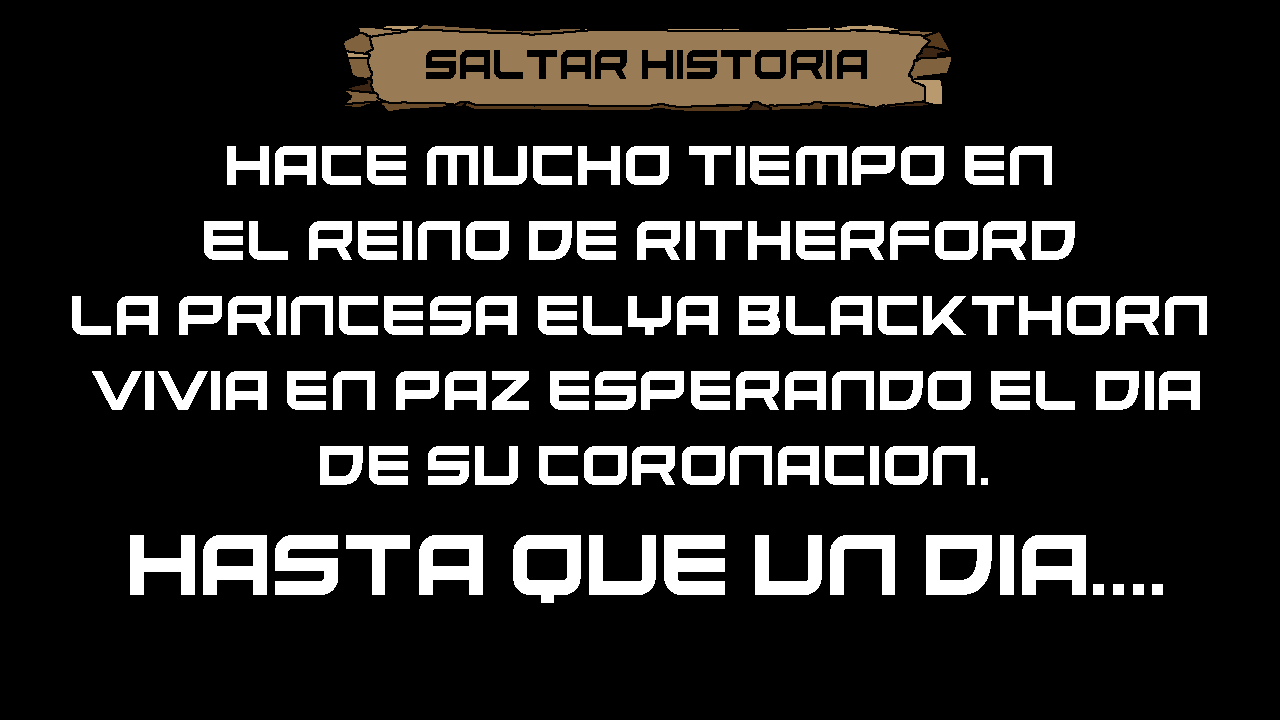 SALTAR HISTORIA
HACE MUCHO TIEMPO EN
EL REINO DE RITHERFORD
LA PRINCESA ELYA BLACKTHORN
VIVIA EN PAZ ESPERANDO EL DIA
DE SU CORONACION.
HASTA QUE UN DIA....